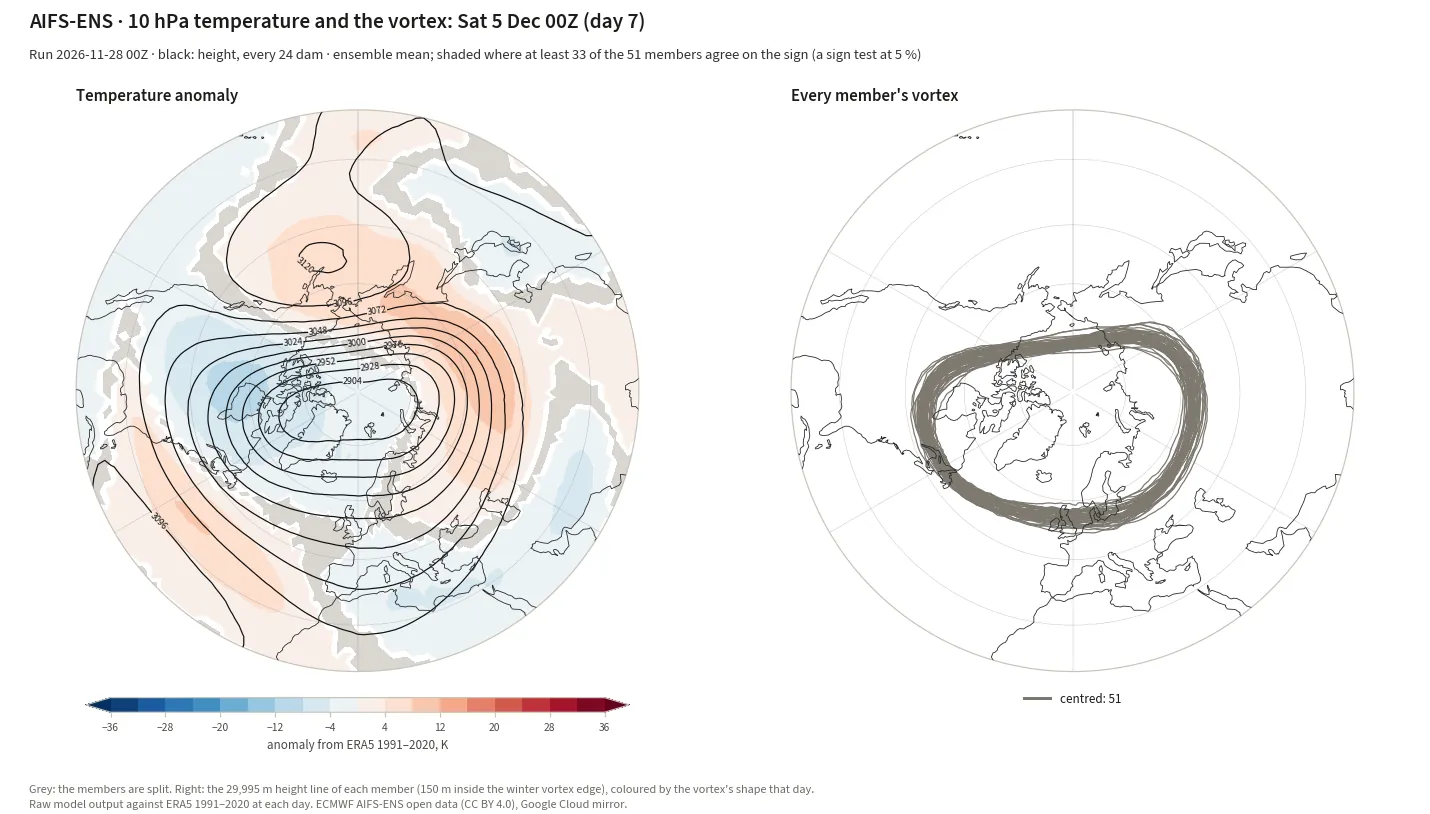 AIFS-ENS · 10 hPa temperature and the vortex: Sat 5 Dec 00Z (day 7)
Run 2026-11-28 00Z · black: height, every 24 dam · ensemble mean; shaded where at least 33 of the 51 members agree on the sign (a sign test at 5 %)
Temperature anomaly
Every member's vortex
3120
3072
3048
3024
3000
2952
2928
2904
3096
centred: 51
−36 −28 −20 −12 −4 4 12 20 28 36
anomaly from ERA5 1991–2020, K
Grey: the members are split. Right: the 29,995 m height line of each member (150 m inside the winter vortex edge), coloured by the vortex's shape that day.
Raw model output against ERA5 1991–2020 at each day. ECMWF AIFS-ENS open data (CC BY 4.0), Google Cloud mirror.